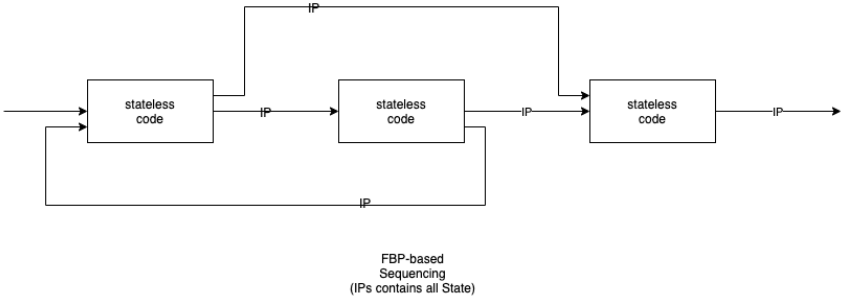 IP
stateless
code
IP
stateless
code
IP
stateless
code
IP
IP
FBP-based
Sequencing
(IPs contains all State)